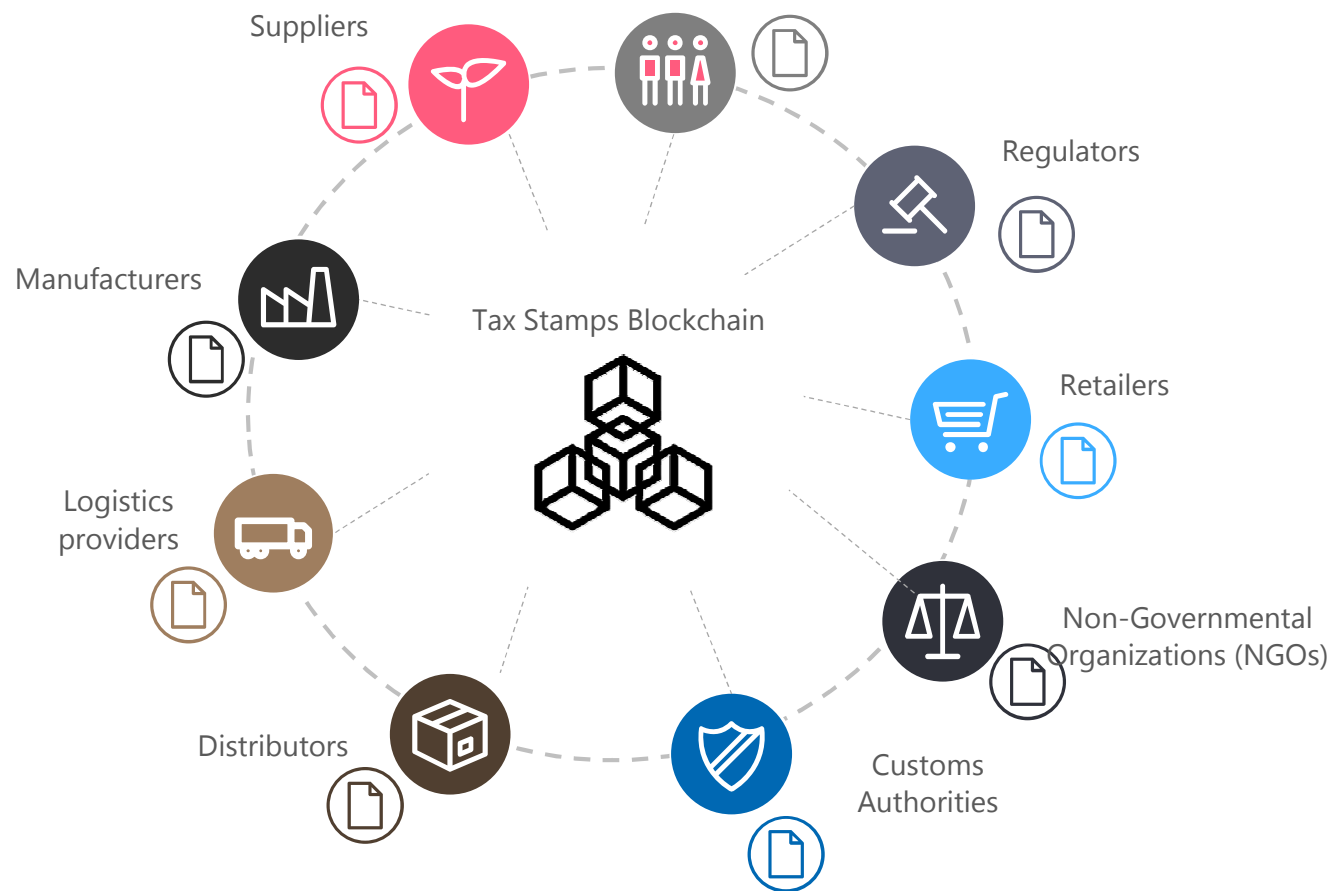 Suppliers
Regulators
Manufacturers
Tax Stamps Blockchain
Retailers
Logistics
providers
Non-Governmental
Organizations (NGOs)
Distributors
Customs
Authorities